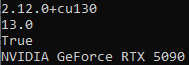 2.12.0+cu130
13.0
True
NVIDIA GeForce RTX 5090